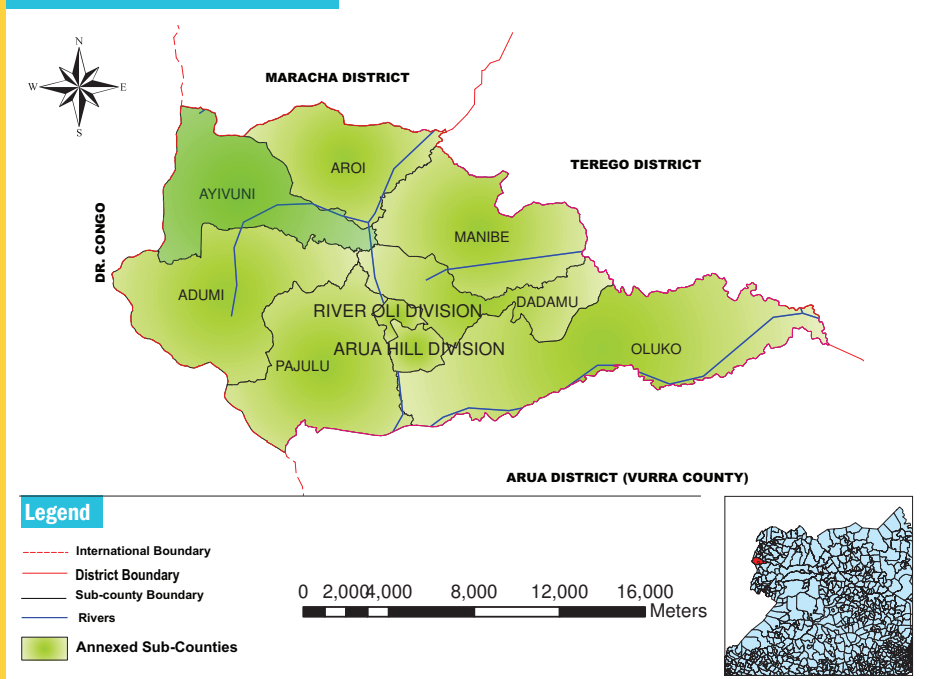 N
W E
S
MARACHA DISTRICT
TEREGO DISTRICT
AROI
AYIVUNI
DR. CONGO
MANIBE
ADUMI
DADAMU
RIVER OLI DIVISION
ARUA HILL DIVISION
OLUKO
PAJULU
ARUA DISTRICT (VURRA COUNTY)
Legend
International Boundary
District Boundary
Sub-county Boundary
Rivers
Annexed Sub-Counties
0 2,000 4,000 8,000 12,000 16,000
Meters